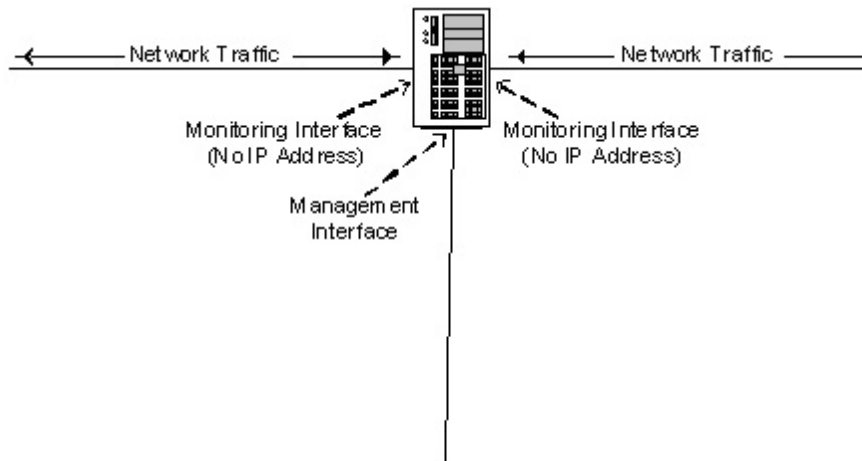 Network Traffic
Network Traffic
Monitoring Interface
(No IP Address)
Monitoring Interface
(No IP Address)
Management
Interface